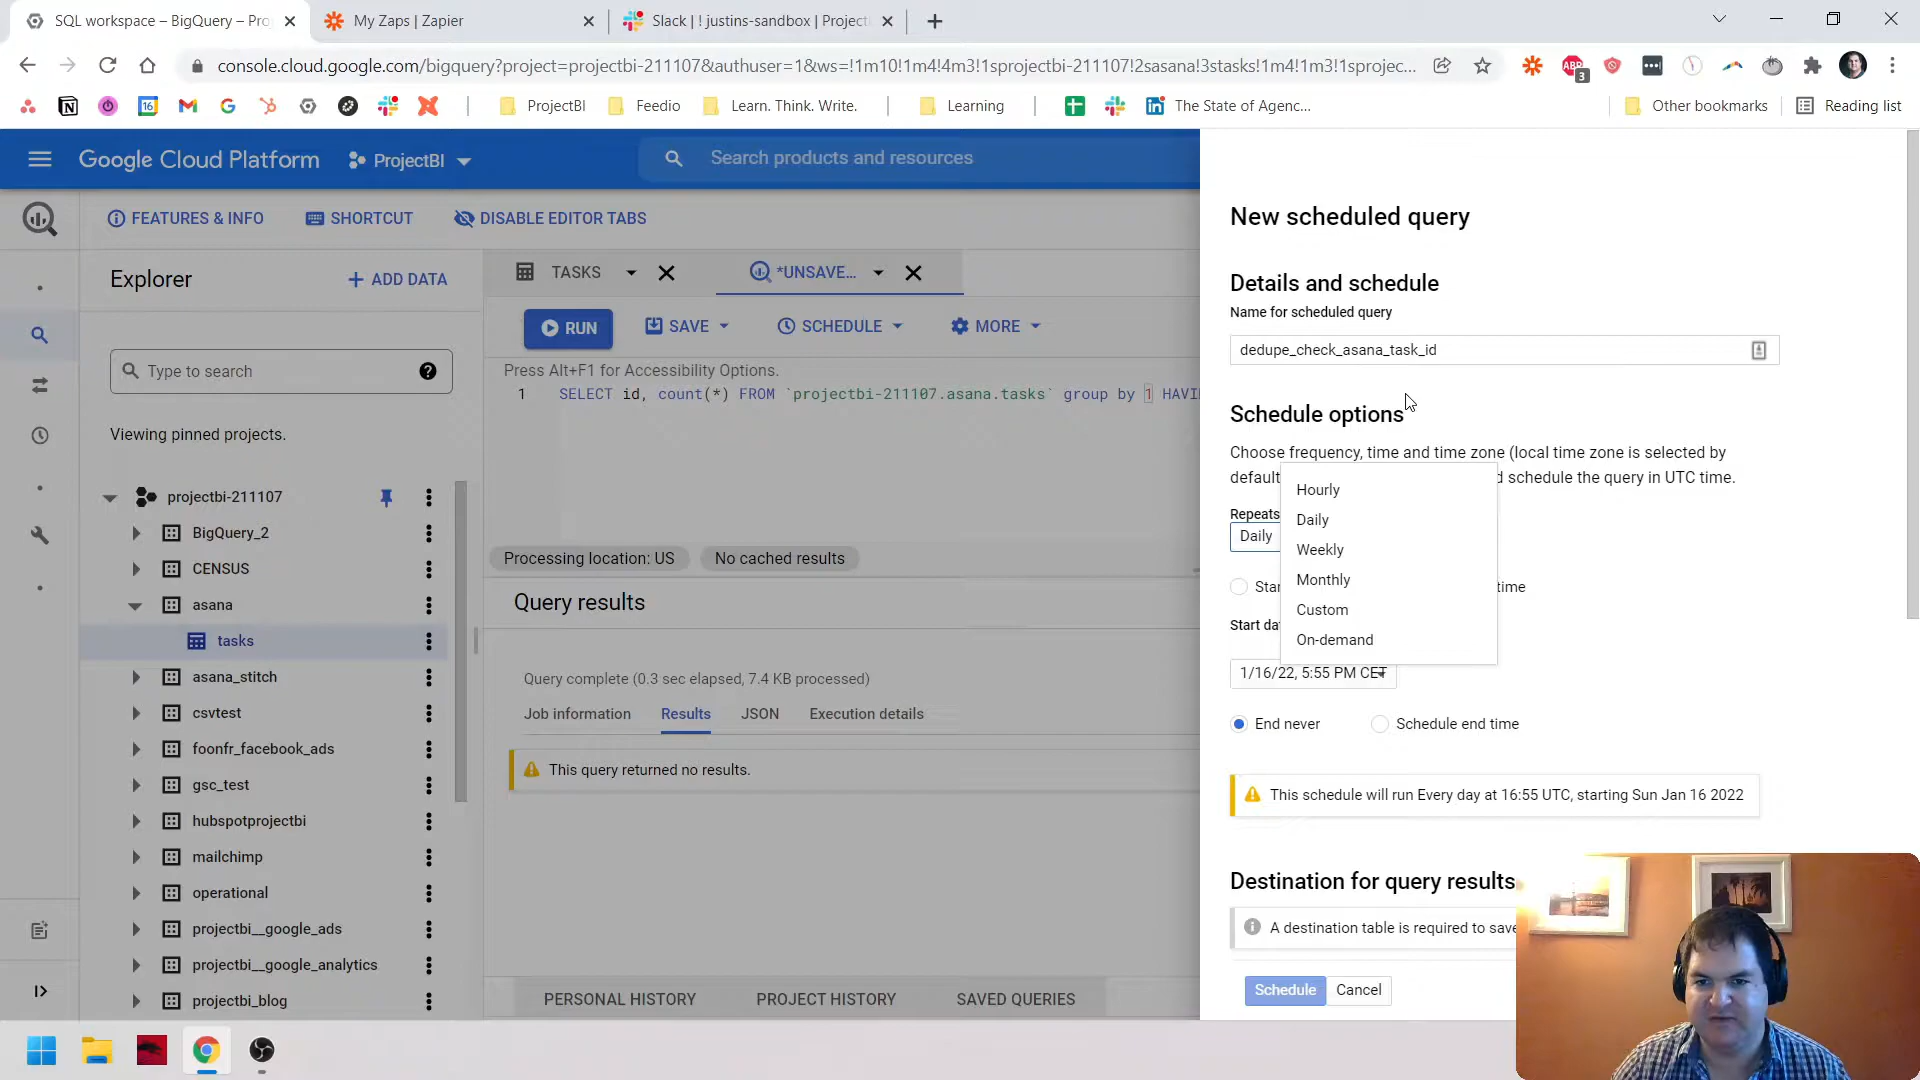 SQL workspace – BigQuery – Pro
My Zaps | Zapier
Slack | ! justins-sandbox | Project
console.cloud.google.com/bigquery?project=projectbi-211107&authuser=1&ws=!1m10!1m4!4m3!1sprojectbi-211107!2sasana!3stasks!1m4!1m3!1sprojec...
ProjectBI
Feedio
Learn. Think. Write.
Learning
The State of Agenc...
Other bookmarks
Reading list
Google Cloud Platform
ProjectBI
Search products and resources
FEATURES & INFO
SHORTCUT
DISABLE EDITOR TABS
Explorer
+ ADD DATA
Type to search
Viewing pinned projects.
projectbi-211107
BigQuery_2
CENSUS
asana
tasks
asana_stitch
csvtest
foonfr_facebook_ads
gsc_test
hubspotprojectbi
mailchimp
operational
projectbi__google_ads
projectbi__google_analytics
projectbi_blog
TASKS
*UNSAVE...
RUN
SAVE
SCHEDULE
MORE
Press Alt+F1 for Accessibility Options.
1 SELECT id, count(*) FROM `projectbi-211107.asana.tasks` group by 1 HAVI
Processing location: US
No cached results
Query results
Query complete (0.3 sec elapsed, 7.4 KB processed)
Job information
Results
JSON
Execution details
This query returned no results.
PERSONAL HISTORY
PROJECT HISTORY
SAVED QUERIES
New scheduled query
Details and schedule
Name for scheduled query
dedupe_check_asana_task_id
Schedule options
Choose frequency, time and time zone (local time zone is selected by
default
d schedule the query in UTC time.
Repeats
Daily
Hourly
Daily
Weekly
Monthly
Custom
On-demand
Star
time
Start da
1/16/22, 5:55 PM CET
End never
Schedule end time
This schedule will run Every day at 16:55 UTC, starting Sun Jan 16 2022
Destination for query results
A destination table is required to save
Schedule
Cancel